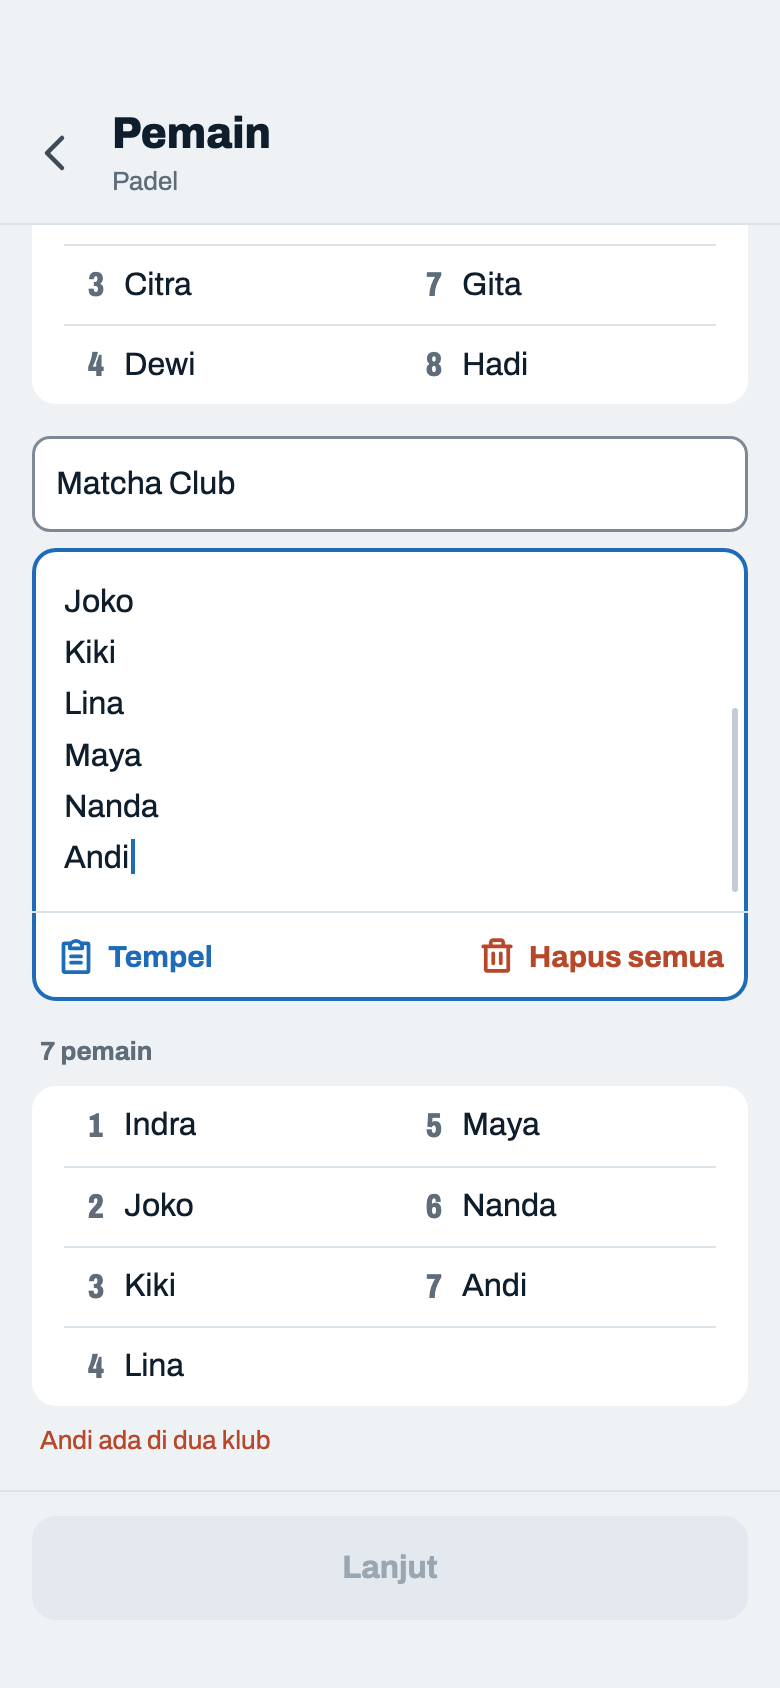 Pemain
Padel
3 Citra 7 Gita
4 Dewi 8 Hadi
Matcha Club
Joko
Kiki
Lina
Maya
Nanda
Andi
Tempel Hapus semua
7 pemain
1 Indra 5 Maya
2 Joko 6 Nanda
3 Kiki 7 Andi
4 Lina
Andi ada di dua klub
Lanjut